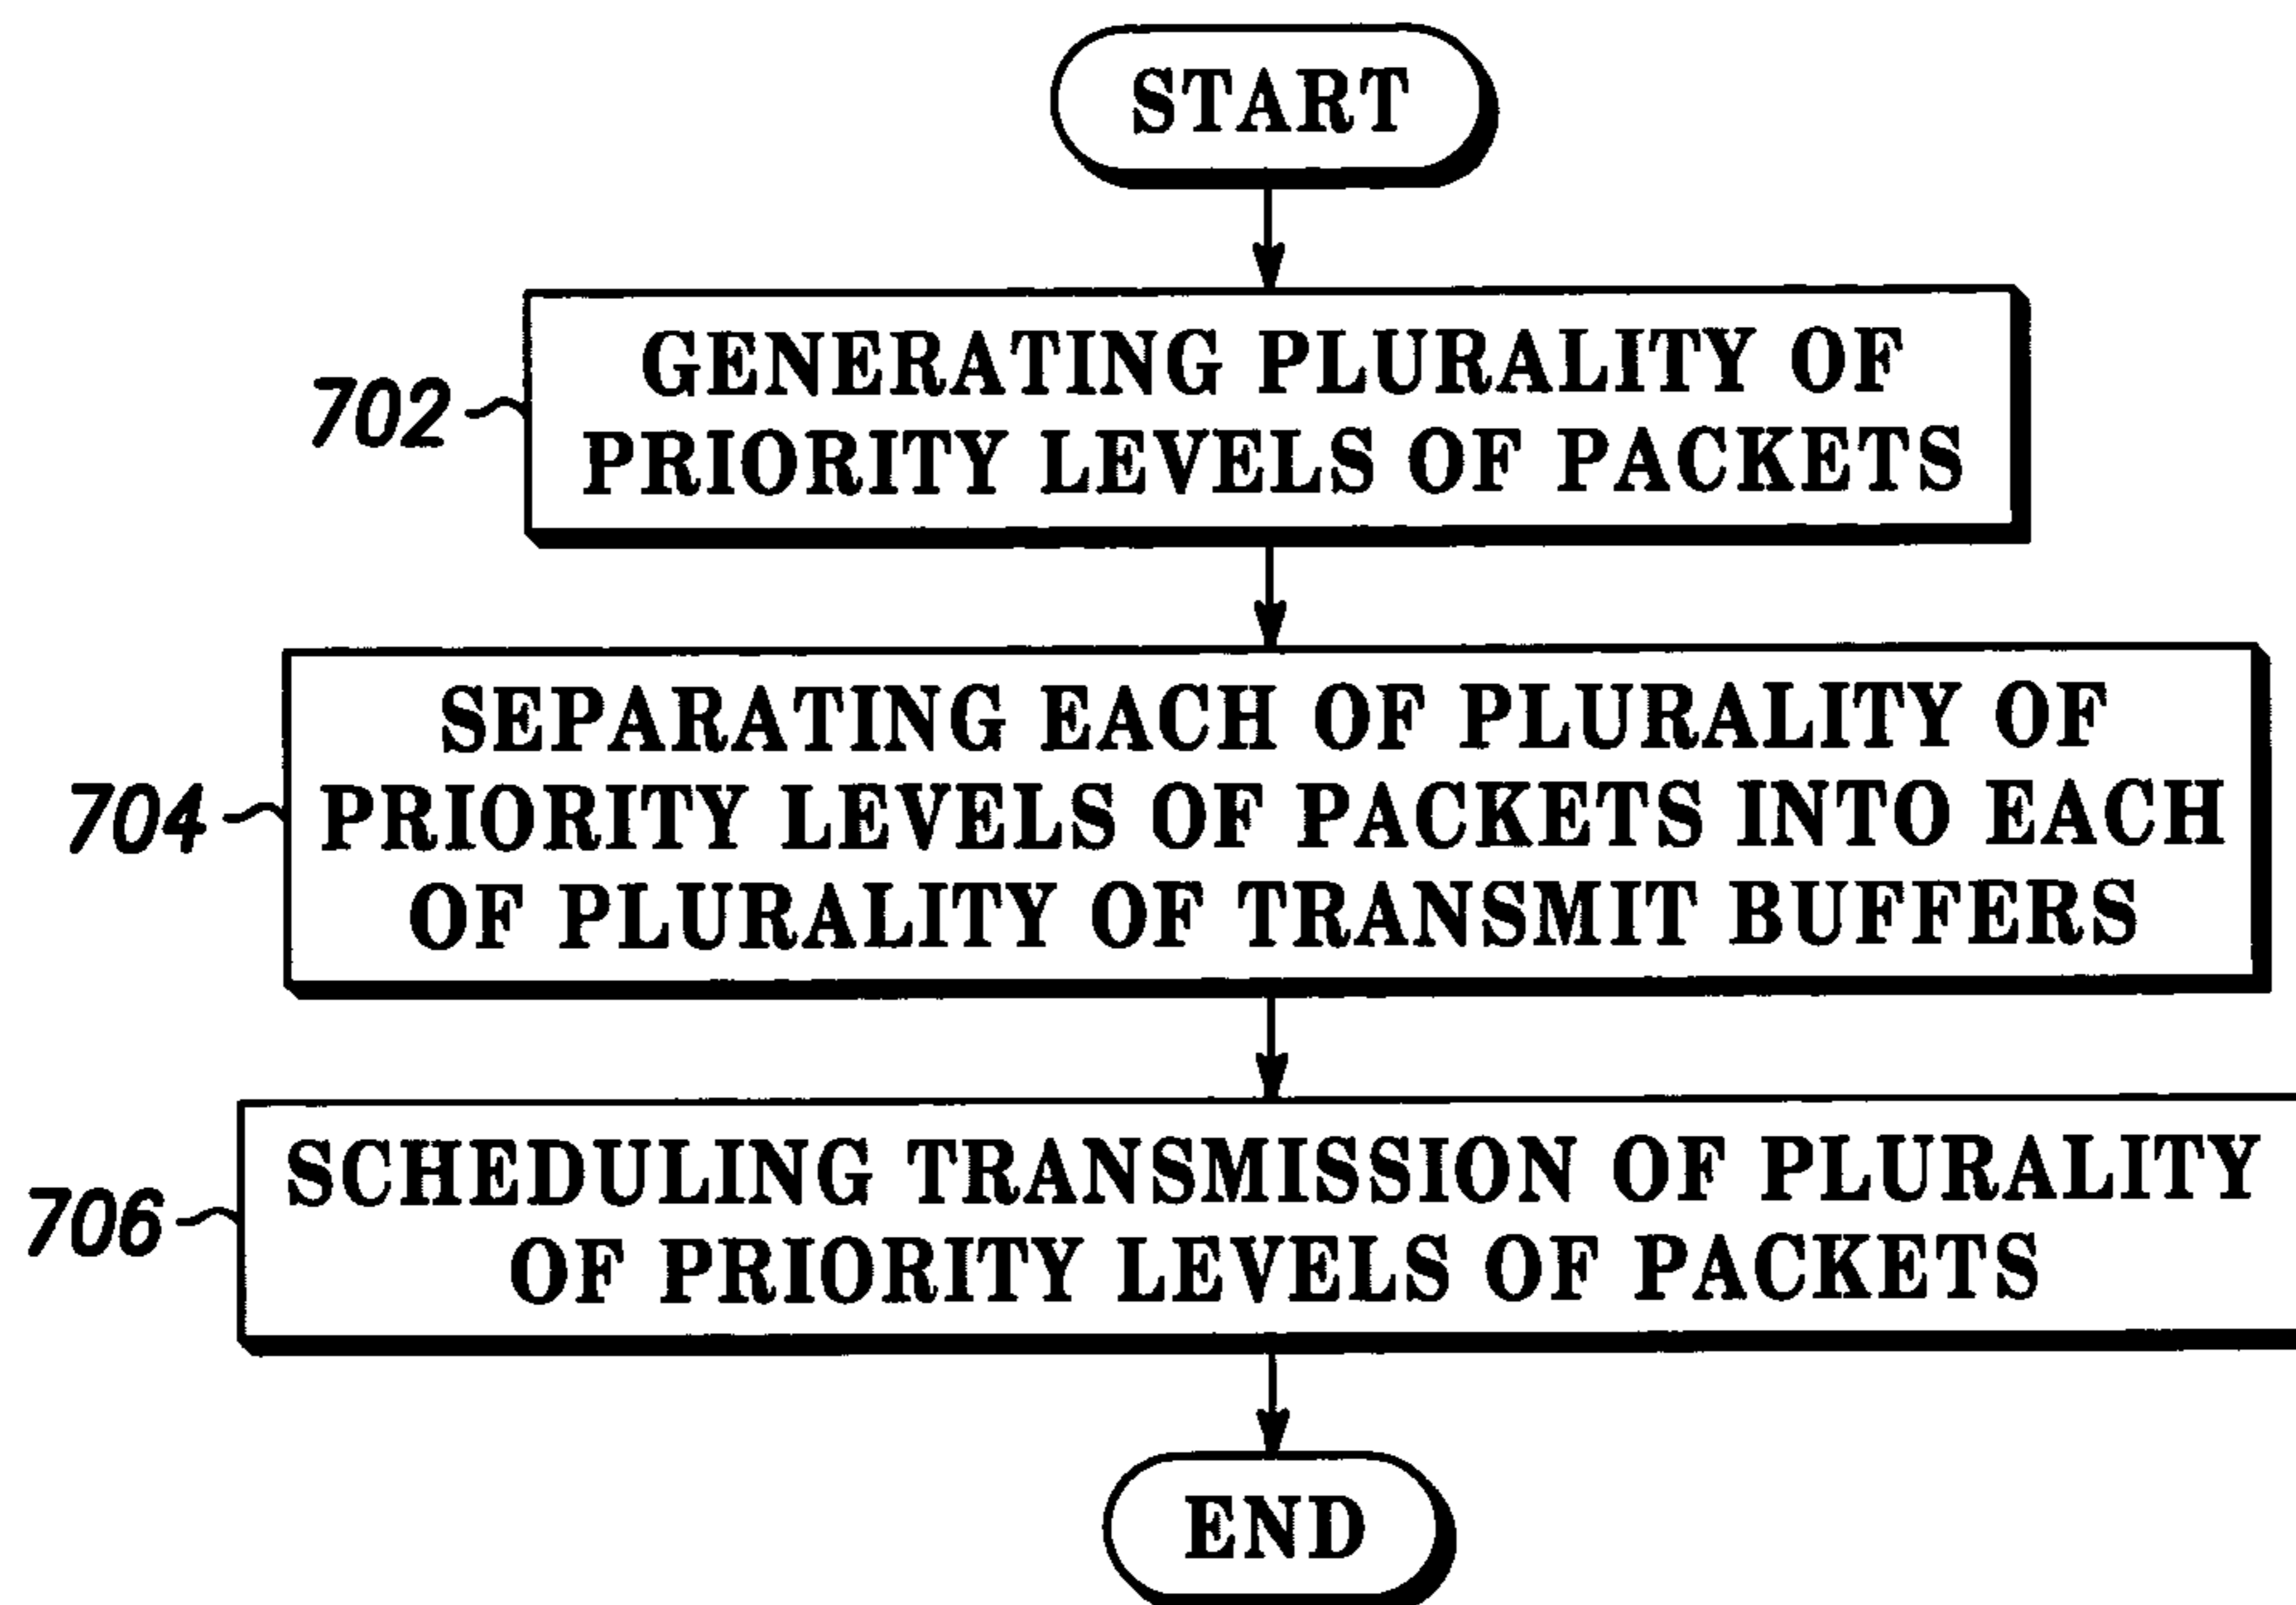 START
GENERATING PLURALITY OF
PRIORITY LEVELS OF PACKETS
702
SEPARATING EACH OF PLURALITY OF
PRIORITY LEVELS OF PACKETS INTO EACH
OF PLURALITY OF TRANSMIT BUFFERS
704
SCHEDULING TRANSMISSION OF PLURALITY
OF PRIORITY LEVELS OF PACKETS
706
END